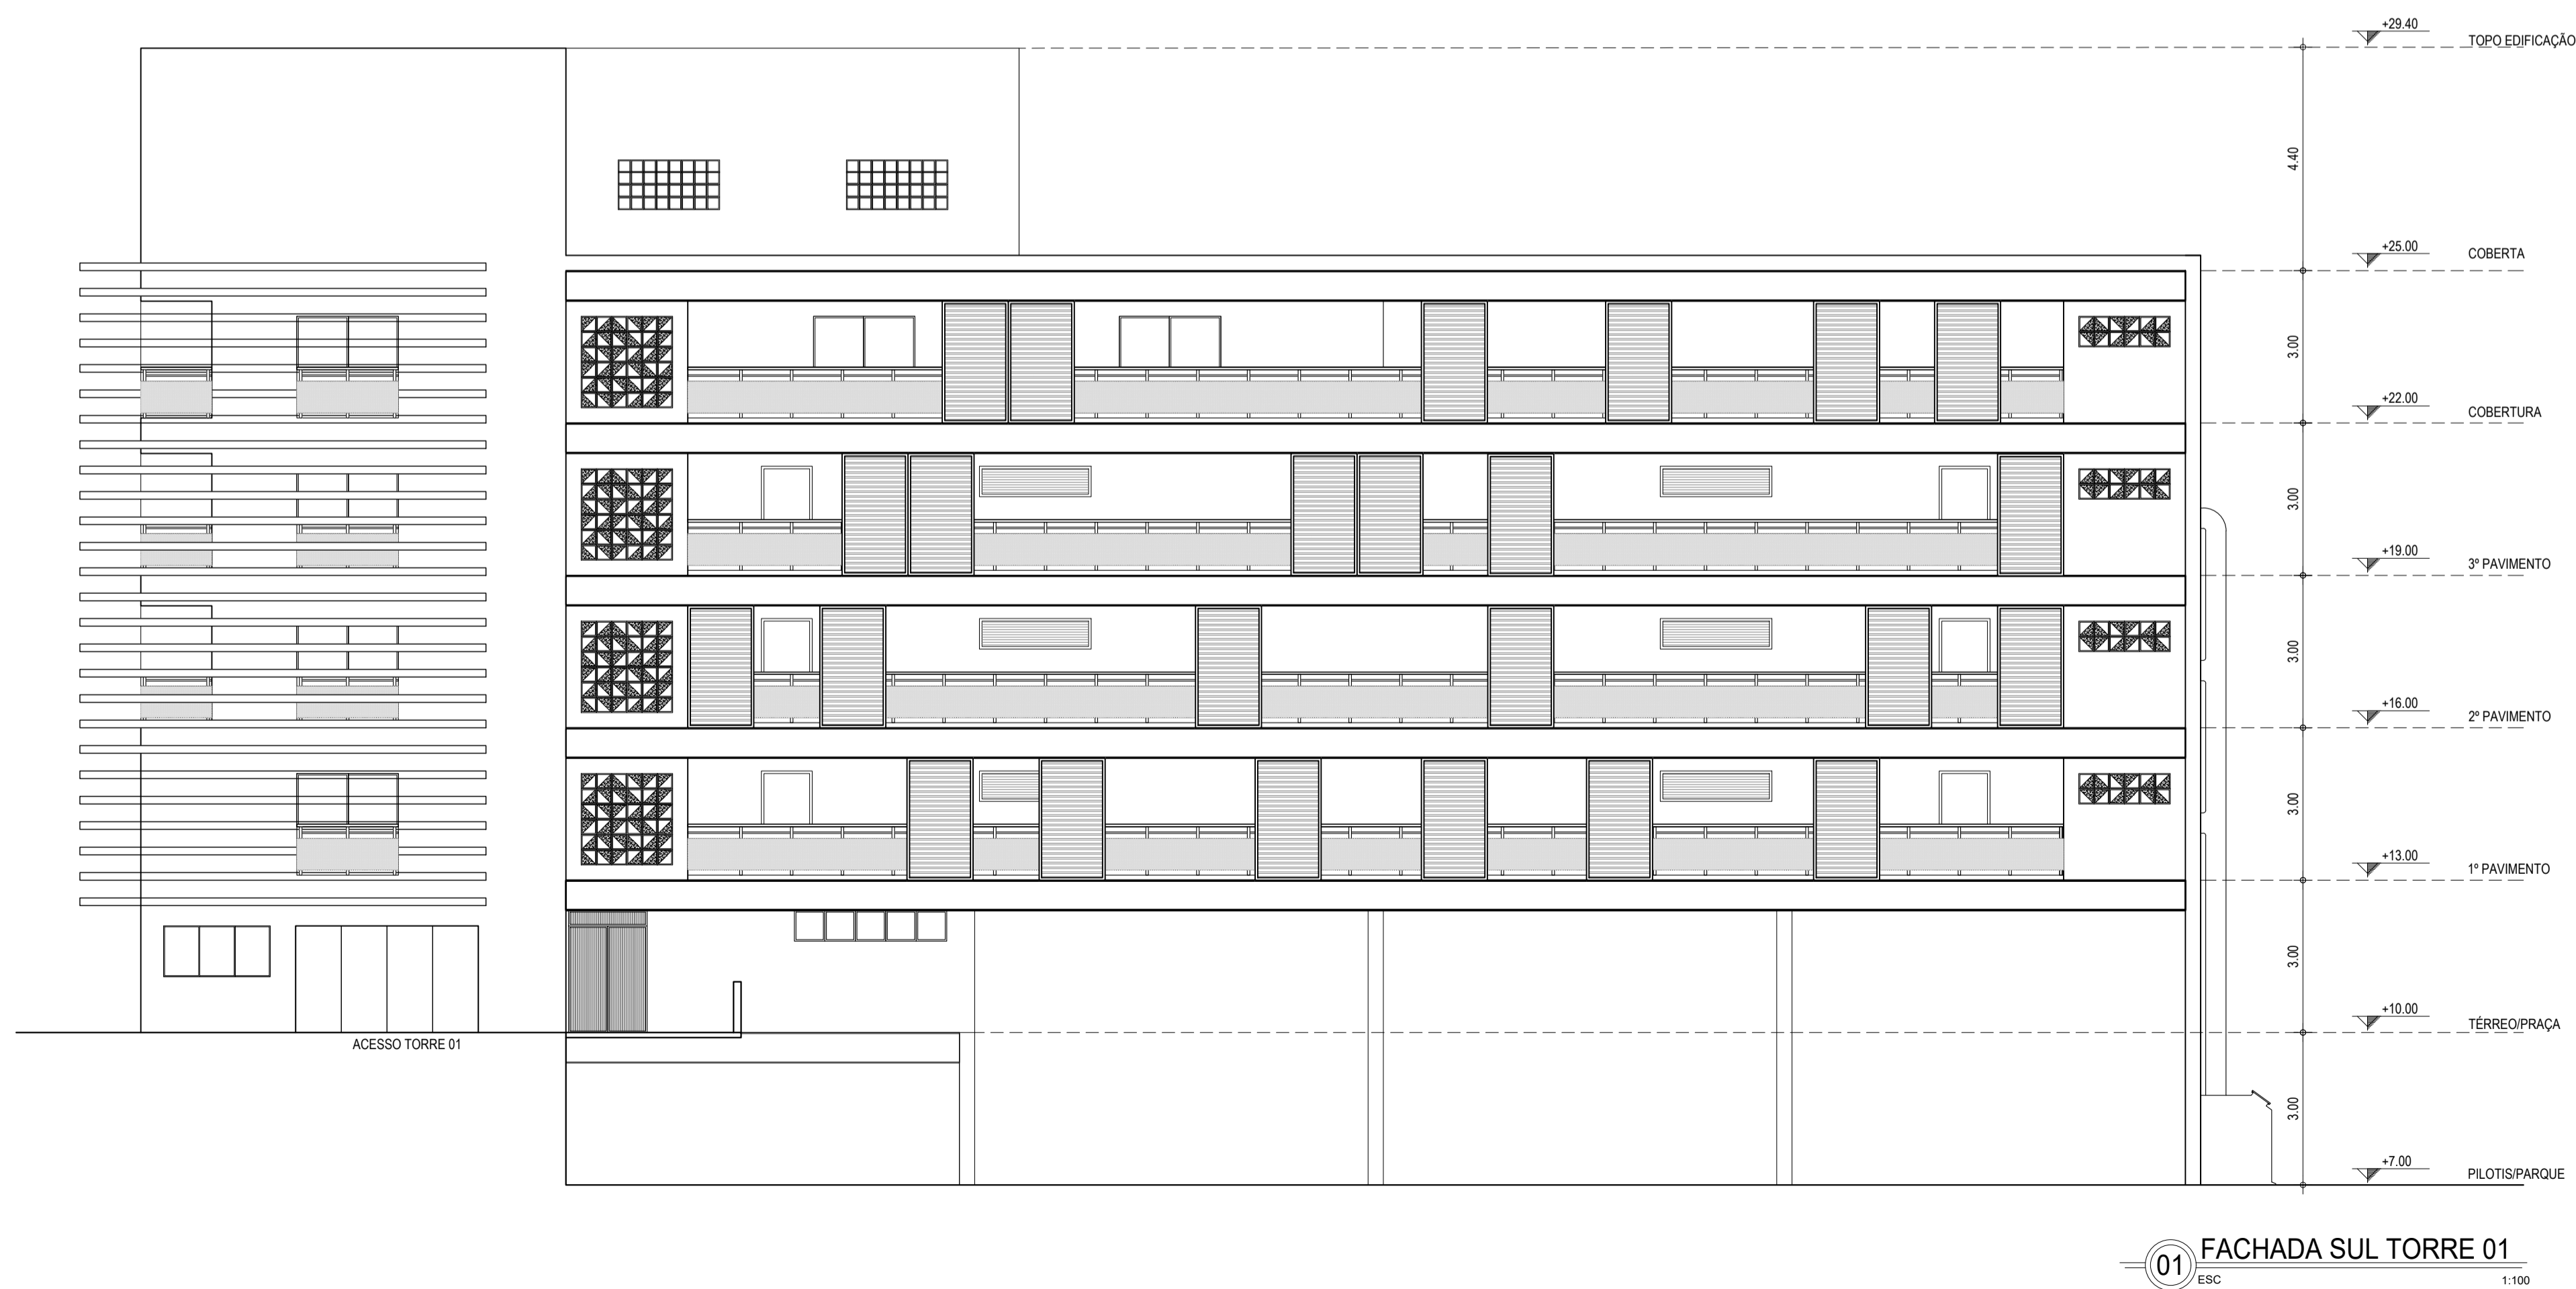 +29.40
TOPO EDIFICAÇÃO
4.40
+25.00
COBERTA
3.00
+22.00
COBERTURA
3.00
+19.00
3º PAVIMENTO
3.00
+16.00
2º PAVIMENTO
3.00
+13.00
1º PAVIMENTO
3.00
+10.00
TÉRREO/PRAÇA
ACESSO TORRE 01
3.00
+7.00
PILOTIS/PARQUE
01
FACHADA SUL TORRE 01
ESC
1:100